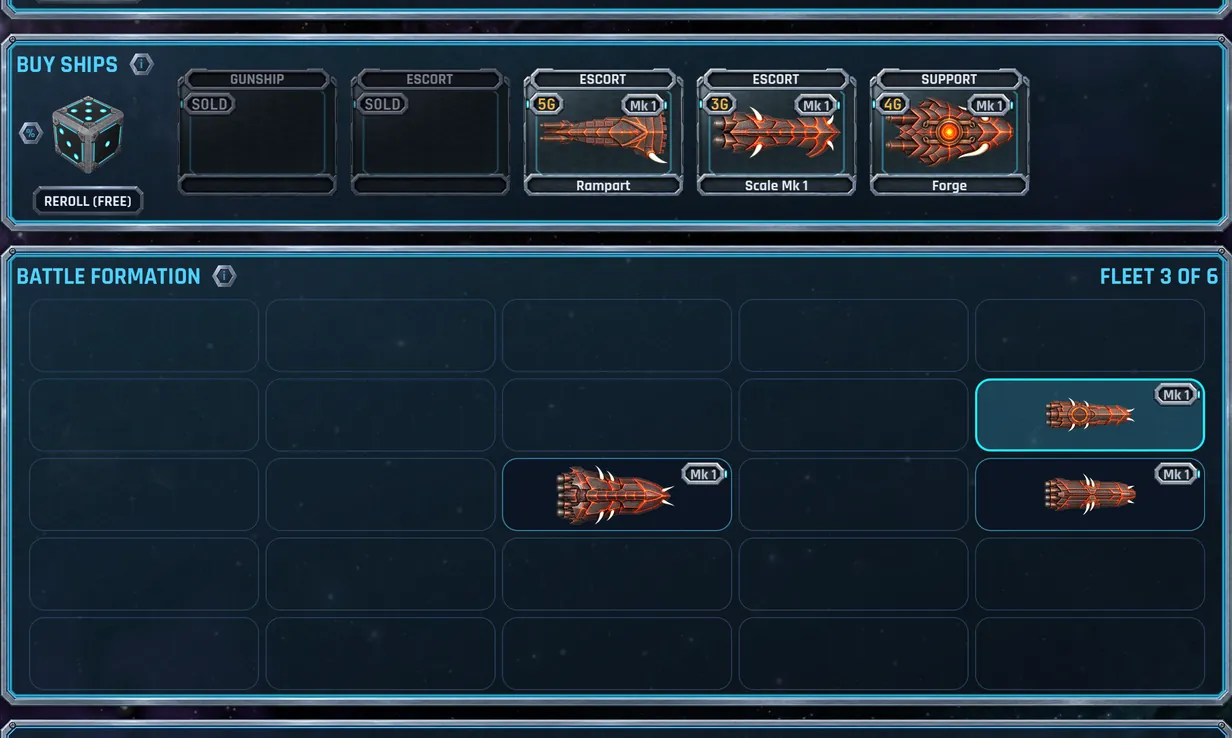 BUY SHIPS i
GUNSHIP
SOLD
ESCORT
SOLD
ESCORT
5G Mk 1
Rampart
ESCORT
3G Mk 1
Scale Mk 1
SUPPORT
4G Mk 1
Forge
%
REROLL (FREE)
BATTLE FORMATION i
FLEET 3 OF 6
Mk 1
Mk 1
Mk 1